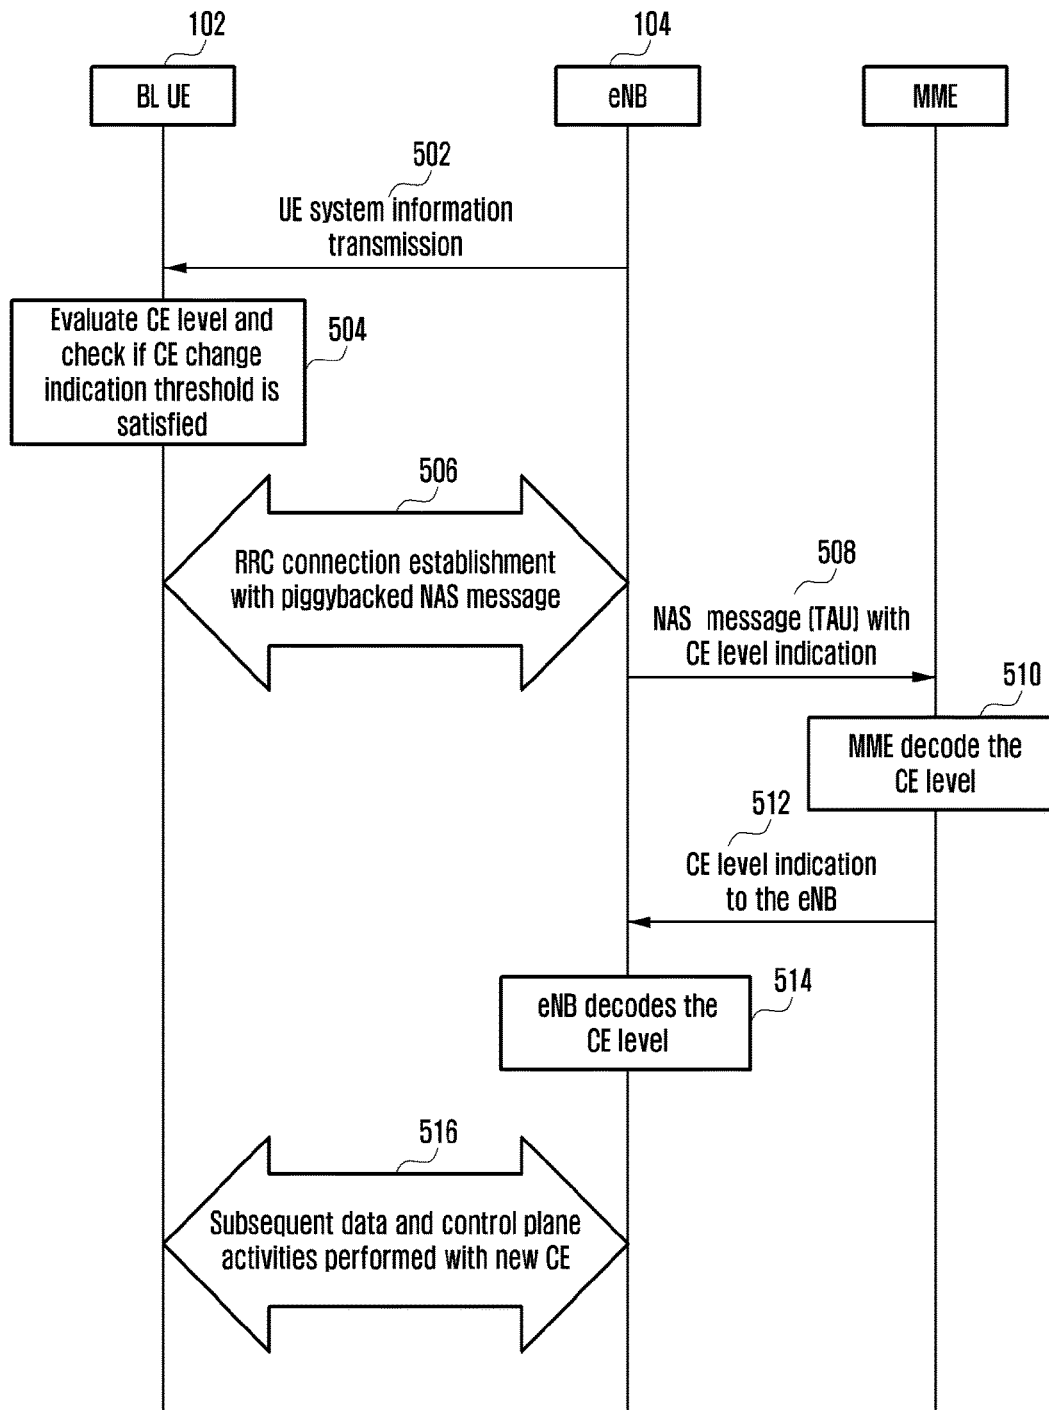 102
104
BL UE
eNB
MME
502
UE system information
transmission
Evaluate CE level and
check if CE change
indication threshold is
satisfied
504
506
RRC connection establishment
with piggybacked NAS message
508
NAS message (TAU) with
CE level indication
510
MME decode the
CE level
512
CE level indication
to the eNB
514
eNB decodes the
CE level
516
Subsequent data and control plane
activities performed with new CE